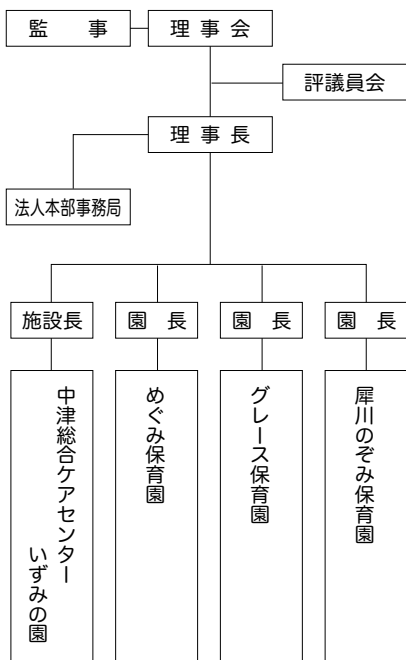 監事
理事会
評議員会
理事長
法人本部事務局
施設長
園長
園長
園長
中津総合ケアセンター
いずみの園
めぐみ保育園
グレース保育園
犀川のぞみ保育園